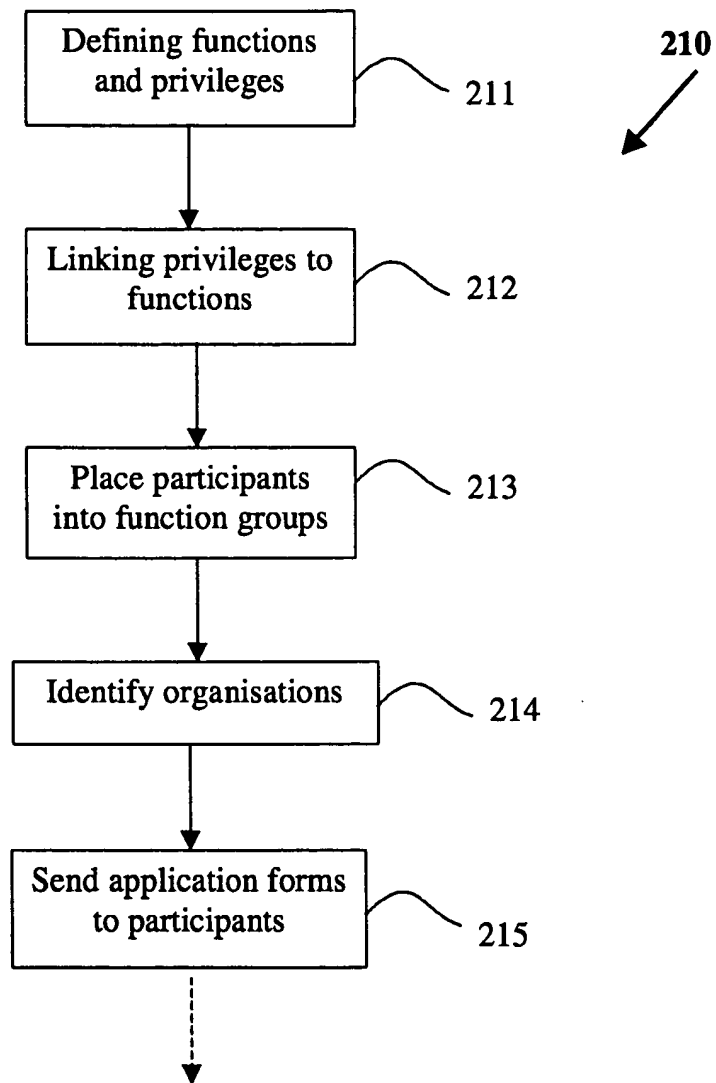 Defining functions
and privileges
210
211
Linking privileges to
functions
212
Place participants
into function groups
213
Identify organisations
214
Send application forms
to participants
215